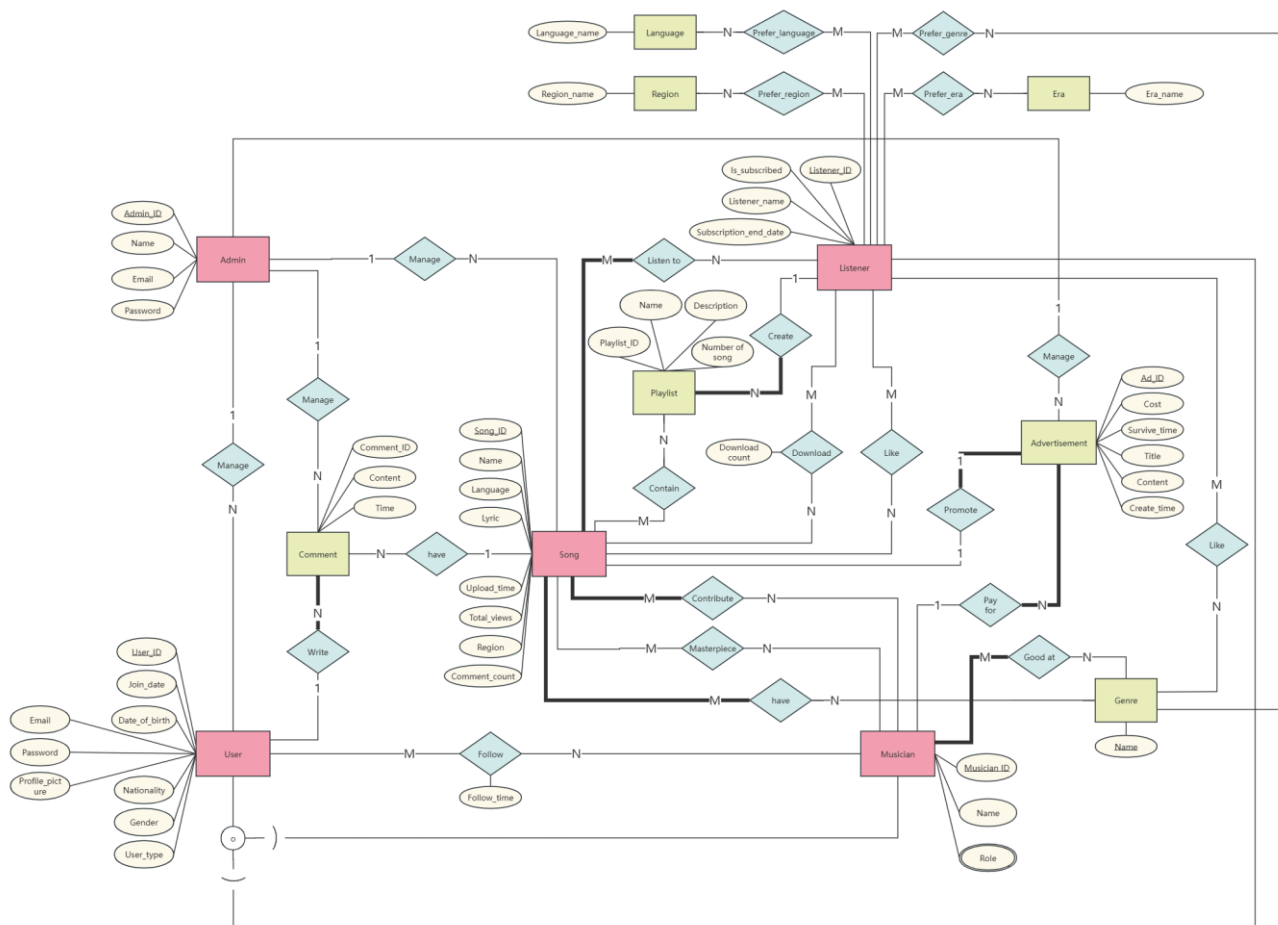 Language_name
Language
N
Prefer_language
M
M
Prefer_genre
N
Region_name
Region
N
Prefer_region
M
M
Prefer_era
N
Era
Era_name
Is_subscribed
Listener_ID
Listener_name
Subscription_end_date
Admin_ID
Name
Email
Password
Admin
1
Manage
N
M
Listen to
N
Listener
1
Name
Description
Playlist_ID
Number of
song
Create
Playlist
N
1
Manage
N
1
Manage
N
M
M
1
Manage
N
Ad_ID
Cost
Survive_time
Title
Content
Create_time
Advertisement
M
Like
N
Song_ID
Name
Language
Lyric
Upload_time
Total_views
Region
Comment_count
Comment_ID
Content
Time
N
Contain
M
Download
count
Download
N
Like
N
1
Promote
1
Comment
N
have
1
Song
M
Contribute
N
1
Pay
for
N
N
Write
1
M
Masterpiece
N
M
Good at
N
M
have
N
Genre
Name
User_ID
Join_date
Email
Date_of_birth
Password
Profile_pict
ure
Nationality
Gender
User_type
User
M
Follow
N
Follow_time
Musician
Musician ID
Name
Role
o